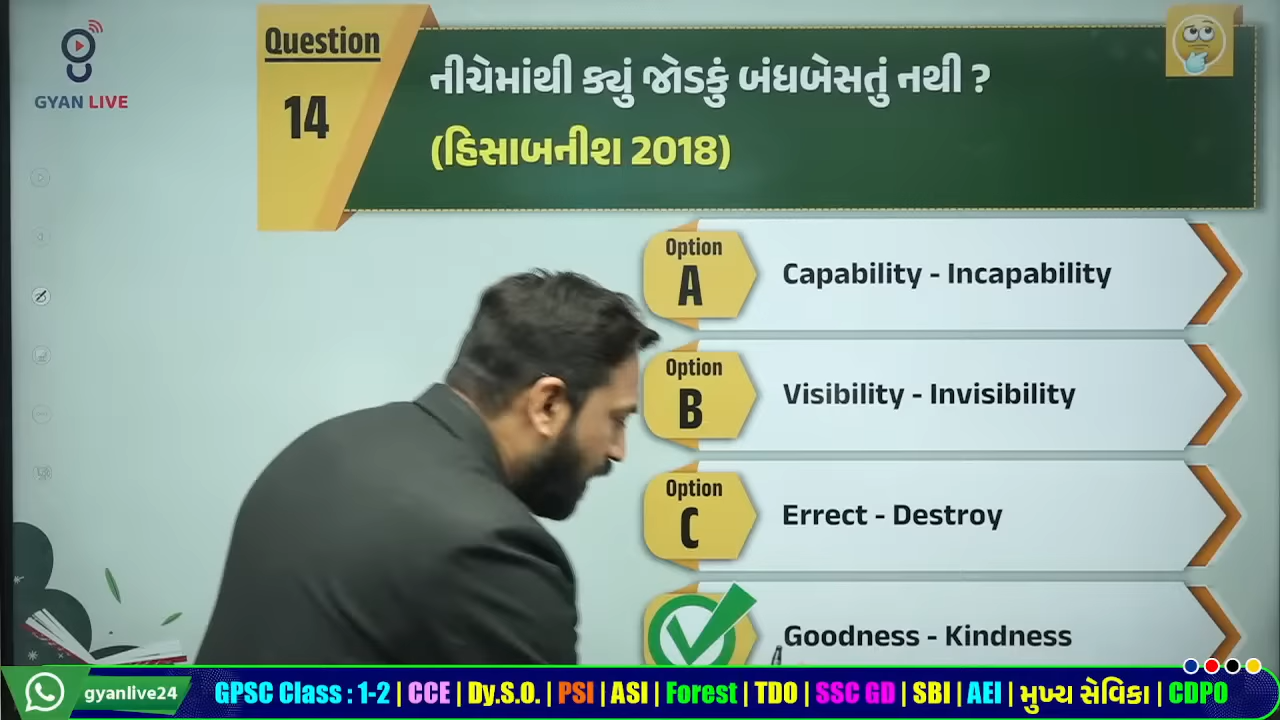 GYAN LIVE
Question
14
નીચેમાંથી ક્યું જોડકું બંધબેસતું નથી ?
(હિસાબનીશ 2018)
Option
A
Capability - Incapability
Option
B
Visibility - Invisibility
Option
C
Errect - Destroy
Goodness - Kindness
gyanlive24
GPSC Class : 1-2 | CCE | Dy.S.O. | PSI | ASI | Forest | TDO | SSC GD | SBI | AEI | મુખ્ય સેવિકા | CDPO